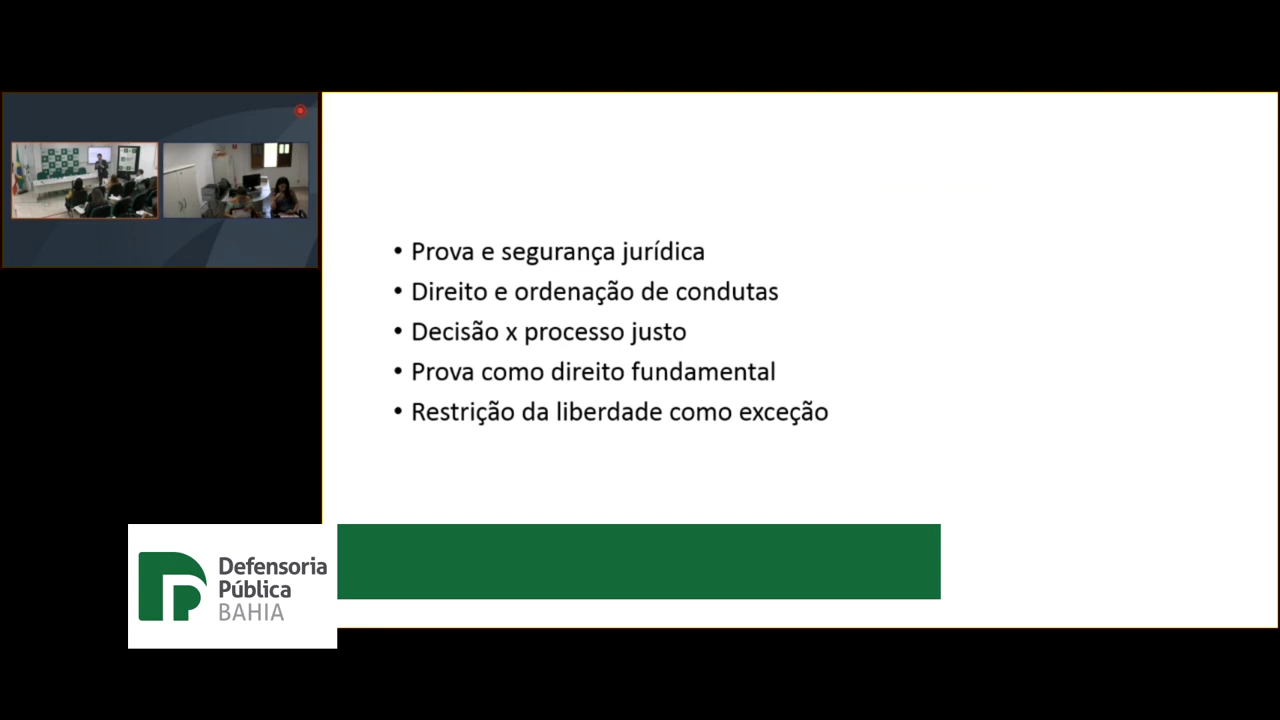 • Prova e segurança jurídica
• Direito e ordenação de condutas
• Decisão x processo justo
• Prova como direito fundamental
• Restrição da liberdade como exceção
Defensoria
Pública
BAHIA